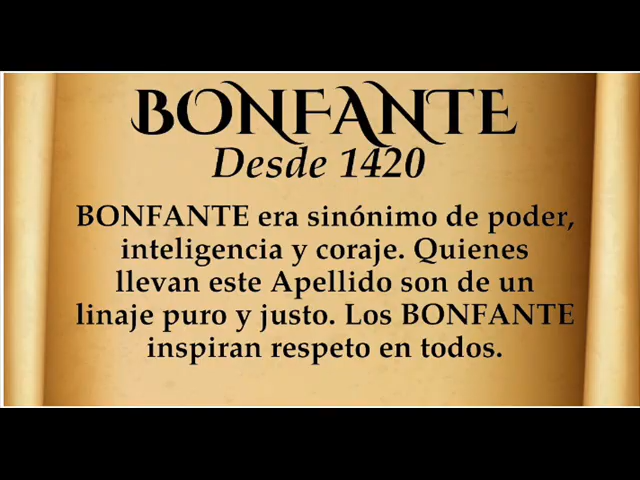 BONFANTE
Desde 1420
BONFANTE era sinónimo de poder,
inteligencia y coraje. Quienes
llevan este Apellido son de un
linaje puro y justo. Los BONFANTE
inspiran respeto en todos.